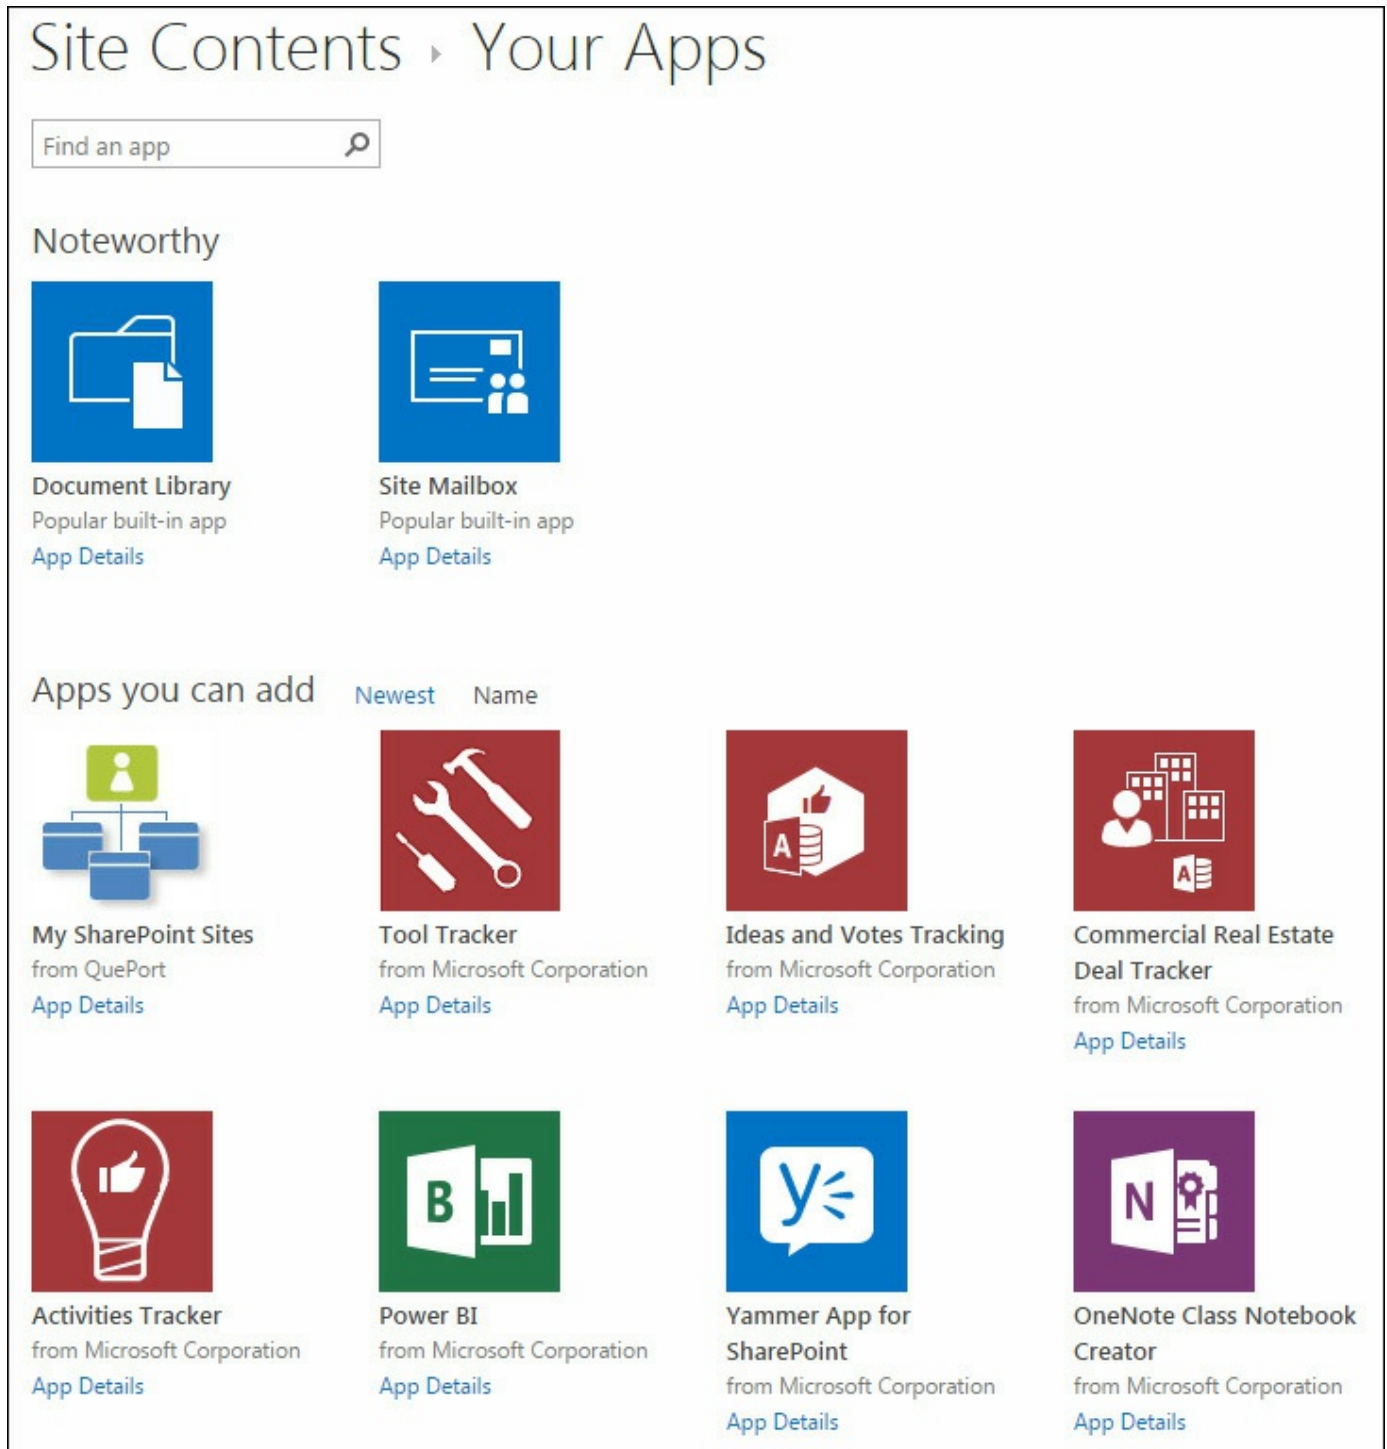 Site Contents ▸ Your Apps
Find an app
Noteworthy
Document Library
Popular built-in app
App Details
Site Mailbox
Popular built-in app
App Details
Apps you can add Newest Name
My SharePoint Sites
from QuePort
App Details
Tool Tracker
from Microsoft Corporation
App Details
A
Ideas and Votes Tracking
from Microsoft Corporation
App Details
A
Commercial Real Estate
Deal Tracker
from Microsoft Corporation
App Details
Activities Tracker
from Microsoft Corporation
App Details
B
Power BI
from Microsoft Corporation
App Details
y
Yammer App for
SharePoint
from Microsoft Corporation
App Details
N
OneNote Class Notebook
Creator
from Microsoft Corporation
App Details